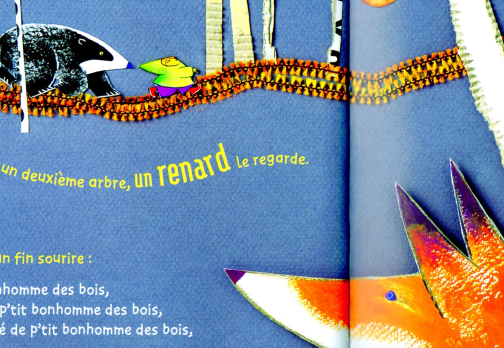 un deuxième arbre, un renard le regarde.
fin sourire :
bonhomme des bois,
p'tit bonhomme des bois,
de p'tit bonhomme des bois,